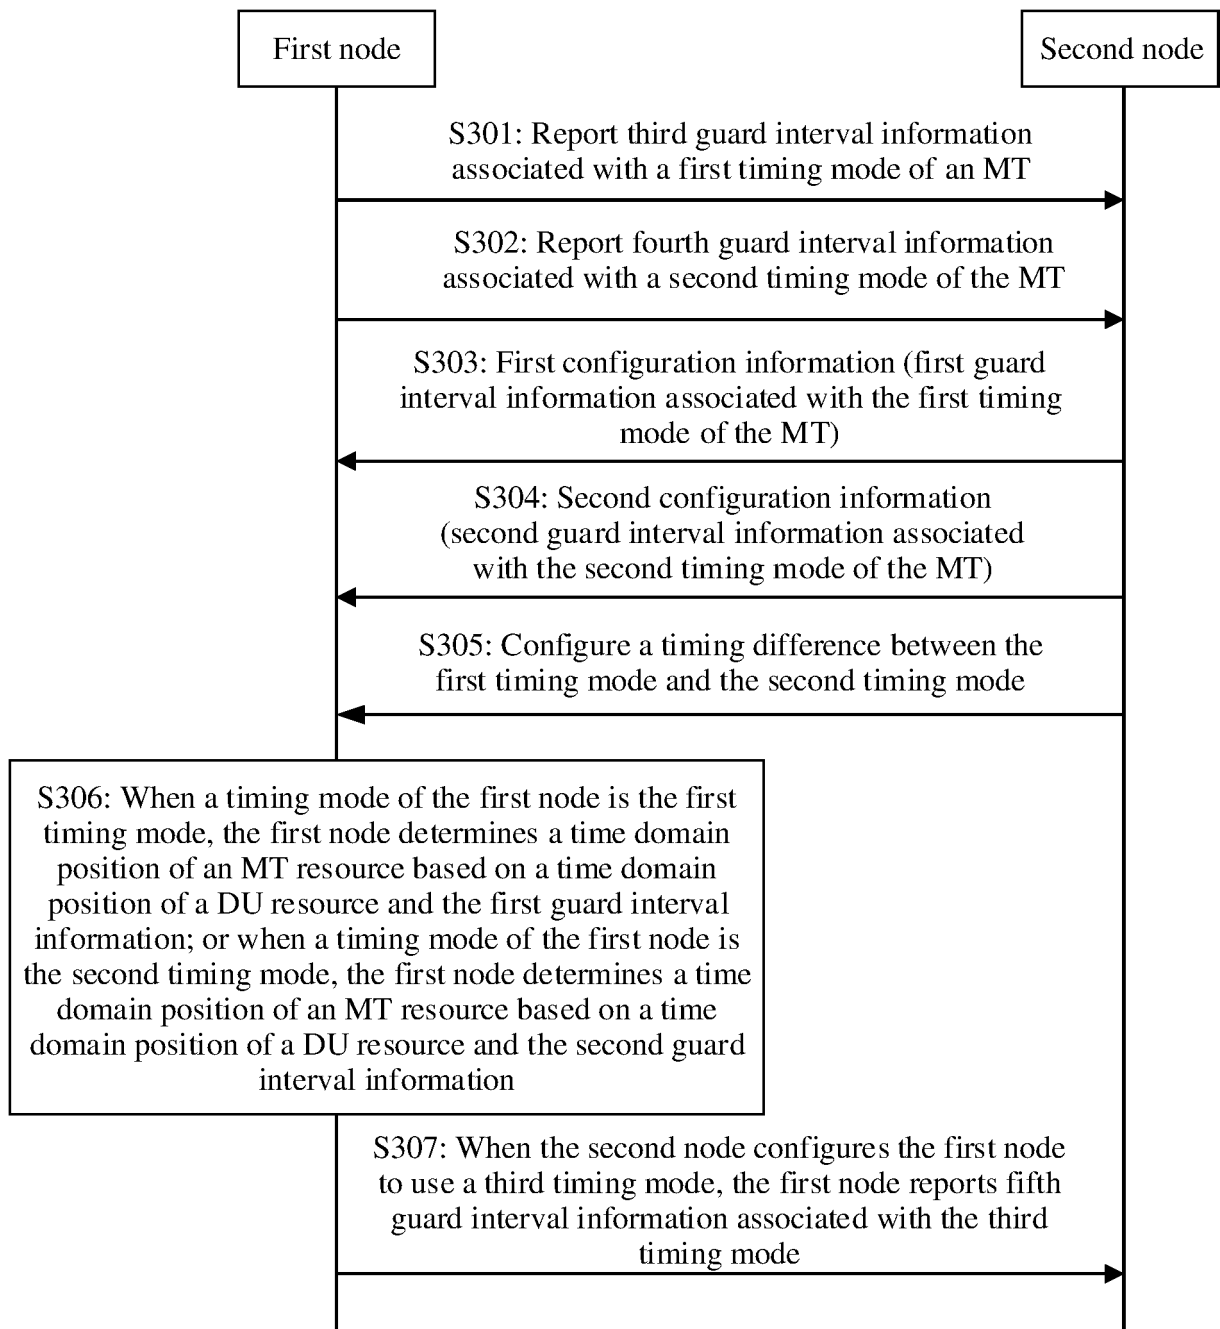 First node
Second node
S301: Report third guard interval information
associated with a first timing mode of an MT
S302: Report fourth guard interval information
associated with a second timing mode of the MT
S303: First configuration information (first guard
interval information associated with the first timing
mode of the MT)
S304: Second configuration information
(second guard interval information associated
with the second timing mode of the MT)
S305: Configure a timing difference between the
first timing mode and the second timing mode
S306: When a timing mode of the first node is the first
timing mode, the first node determines a time domain
position of an MT resource based on a time domain
position of a DU resource and the first guard interval
information; or when a timing mode of the first node is
the second timing mode, the first node determines a time
domain position of an MT resource based on a time
domain position of a DU resource and the second guard
interval information
S307: When the second node configures the first node
to use a third timing mode, the first node reports fifth
guard interval information associated with the third
timing mode